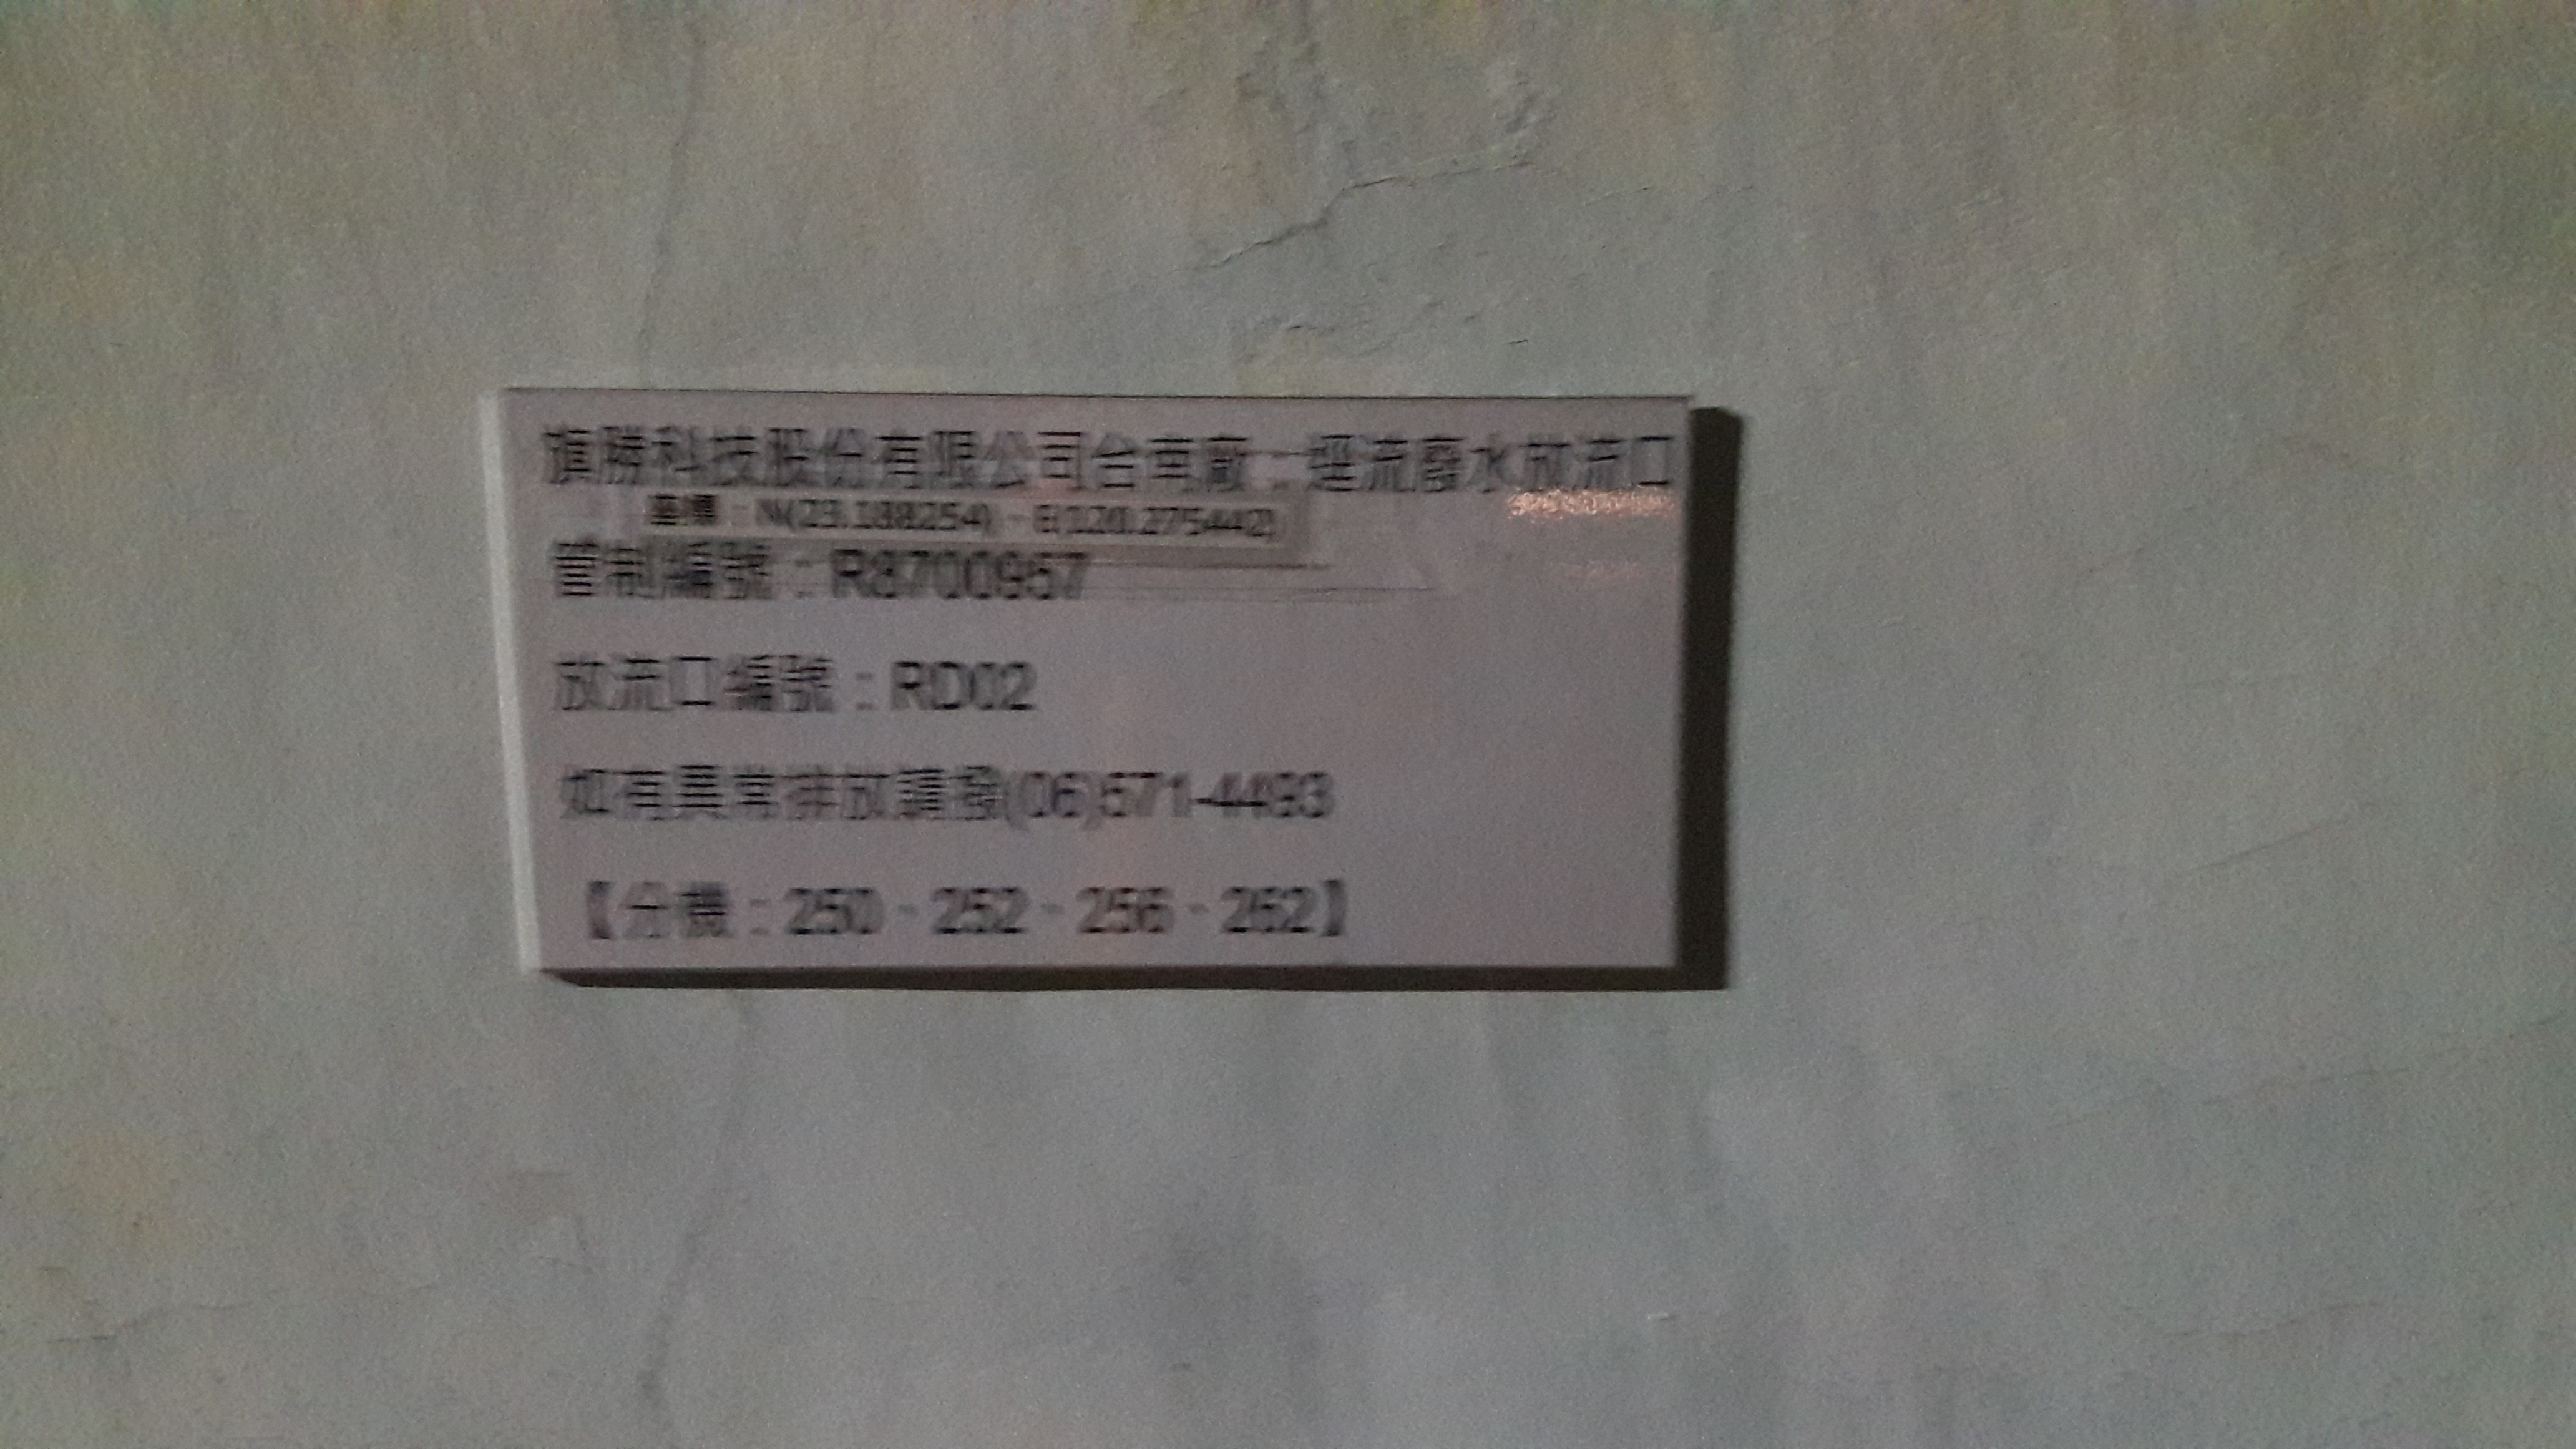 旗勝科技股份有限公司台南廠：逕流廢水放流口
座標：N(23.188254)、E(120.275442)
管制編號：R8700957
放流口編號：RD02
如有異常排放請撥(06)571-4493
【分機：250、252、256、262】